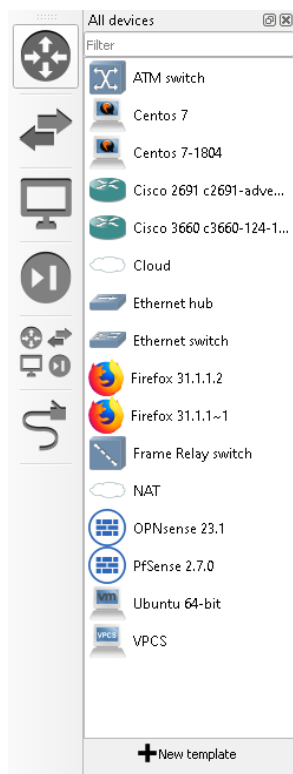 All devices
Filter
ATM switch
Centos 7
Centos 7-1804
Cisco 2691 c2691-adve...
Cisco 3660 c3660-124-1...
Cloud
Ethernet hub
Ethernet switch
Firefox 31.1.1.2
Firefox 31.1.1~1
Frame Relay switch
NAT
OPNsense 23.1
PfSense 2.7.0
vm
Ubuntu 64-bit
VPCS
VPCS
New template